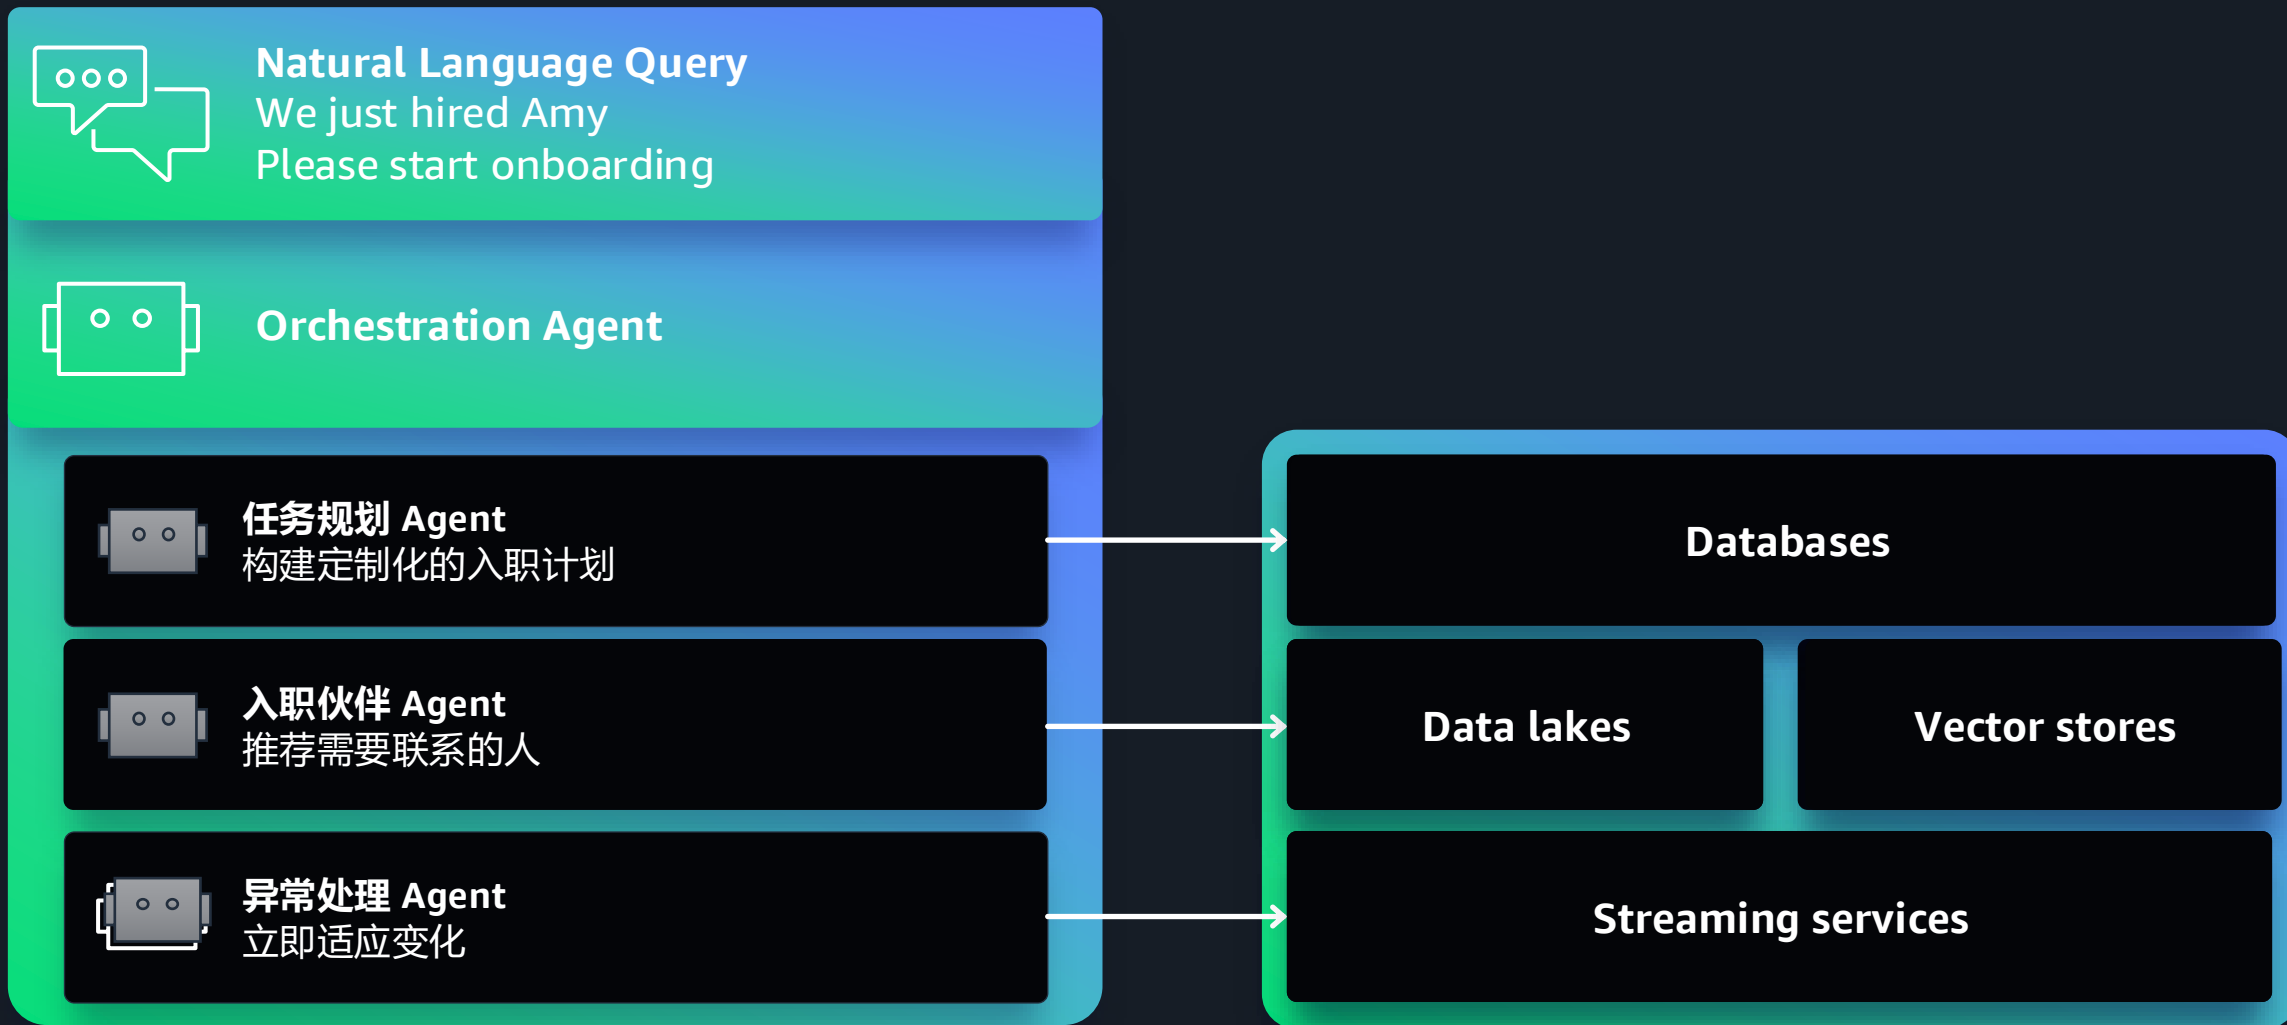 Natural Language Query
We just hired Amy
Please start onboarding
Orchestration Agent
任务规划 Agent
构建定制化的入职计划
入职伙伴 Agent
推荐需要联系的人
异常处理 Agent
立即适应变化
Databases
Data lakes
Vector stores
Streaming services